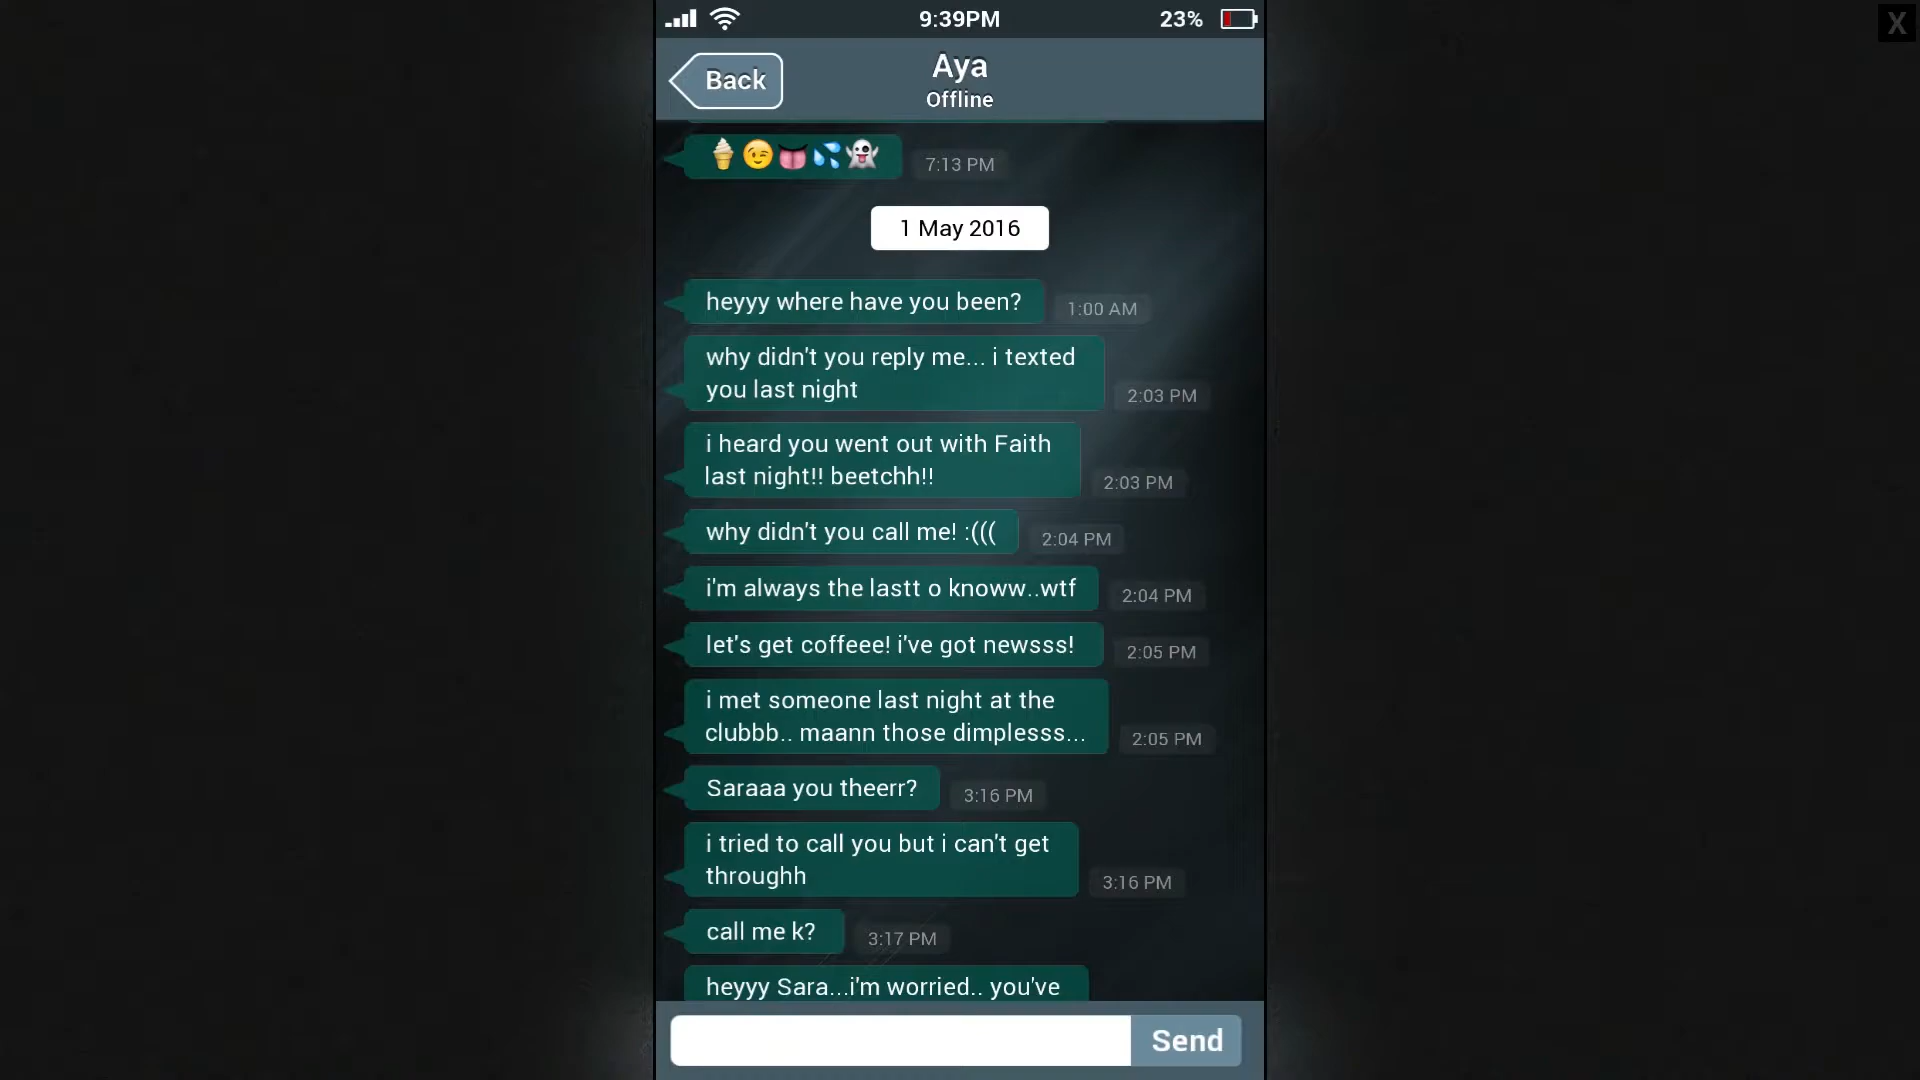 9:39PM
23%
X
Back
Aya
Offline
7:13 PM
1 May 2016
heyyy where have you been?
1:00 AM
why didn't you reply me... i texted
you last night
2:03 PM
i heard you went out with Faith
last night!! beetchh!!
2:03 PM
why didn't you call me! :(((
2:04 PM
i'm always the lastt o knoww..wtf
2:04 PM
let's get coffeee! i've got newsss!
2:05 PM
i met someone last night at the
clubbb.. maann those dimplesss...
2:05 PM
Saraaa you theerr?
3:16 PM
i tried to call you but i can't get
throughh
3:16 PM
call me k?
3:17 PM
heyyy Sara...i'm worried.. you've
Send